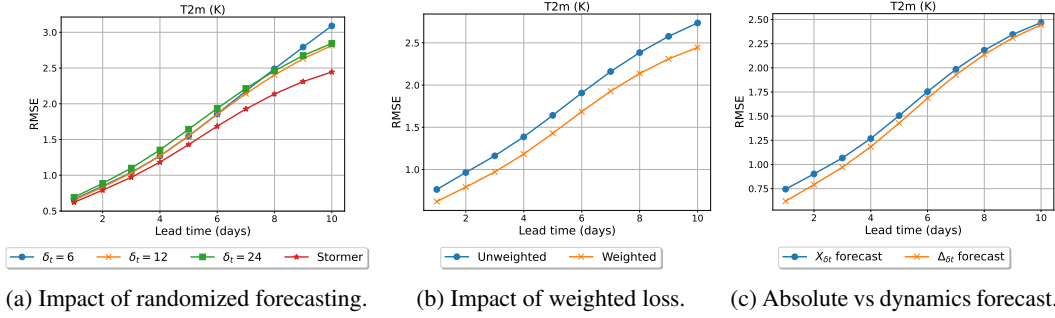 T2m (K)
3.0
2.5
2.0
1.5
1.0
0.5
RMSE
2
4
6
8
10
Lead time (days)
δt = 6
δt = 12
δt = 24
Stormer
(a) Impact of randomized forecasting.
T2m (K)
2.5
2.0
1.5
1.0
RMSE
2
4
6
8
10
Lead time (days)
Unweighted
Weighted
(b) Impact of weighted loss.
T2m (K)
2.50
2.25
2.00
1.75
1.50
1.25
1.00
0.75
RMSE
2
4
6
8
10
Lead time (days)
Xδt forecast
Δδt forecast
(c) Absolute vs dynamics forecast.